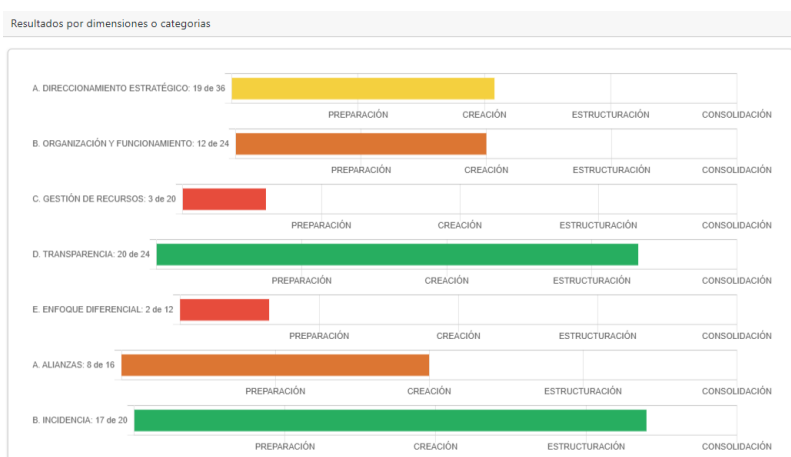 Resultados por dimensiones o categorias
A. DIRECCIONAMIENTO ESTRATÉGICO: 19 de 36
PREPARACIÓN CREACIÓN ESTRUCTURACIÓN CONSOLIDACIÓN
B. ORGANIZACIÓN Y FUNCIONAMIENTO: 12 de 24
PREPARACIÓN CREACIÓN ESTRUCTURACIÓN CONSOLIDACIÓN
C. GESTIÓN DE RECURSOS: 3 de 20
PREPARACIÓN CREACIÓN ESTRUCTURACIÓN CONSOLIDACIÓN
D. TRANSPARENCIA: 20 de 24
PREPARACIÓN CREACIÓN ESTRUCTURACIÓN CONSOLIDACIÓN
E. ENFOQUE DIFERENCIAL: 2 de 12
PREPARACIÓN CREACIÓN ESTRUCTURACIÓN CONSOLIDACIÓN
A. ALIANZAS: 8 de 16
PREPARACIÓN CREACIÓN ESTRUCTURACIÓN CONSOLIDACIÓN
B. INCIDENCIA: 17 de 20
PREPARACIÓN CREACIÓN ESTRUCTURACIÓN CONSOLIDACIÓN